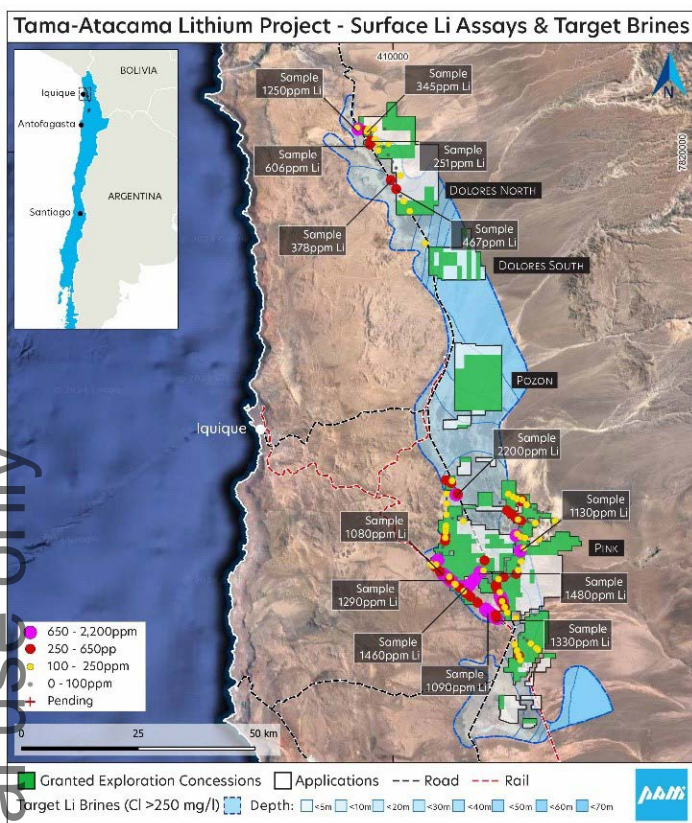 Tama-Atacama Lithium Project - Surface Li Assays & Target Brines
410000
7820000
BOLIVIA
Iquique
Antofagasta
ARGENTINA
Santiago
N
Sample
1250ppm Li
Sample
345ppm Li
Sample
606ppm Li
Sample
251ppm Li
DOLORES NORTH
Sample
378ppm Li
Sample
467ppm Li
DOLORES SOUTH
POZON
Iquique
Sample
2200ppm Li
Sample
1130ppm Li
Sample
1080ppm Li
PINK
Sample
1290ppm Li
Sample
1480ppm Li
Sample
1460ppm Li
Sample
1330ppm Li
Sample
1090ppm Li
650 - 2,200ppm
250 - 650pp
100 - 250ppm
0 - 100ppm
Pending
0 25 50 km
Granted Exploration Concessions Applications Road Rail
Target Li Brines (Cl >250 mg/l) Depth: <5m <10m <20m <30m <40m <50m <60m <70m
pam
al use only